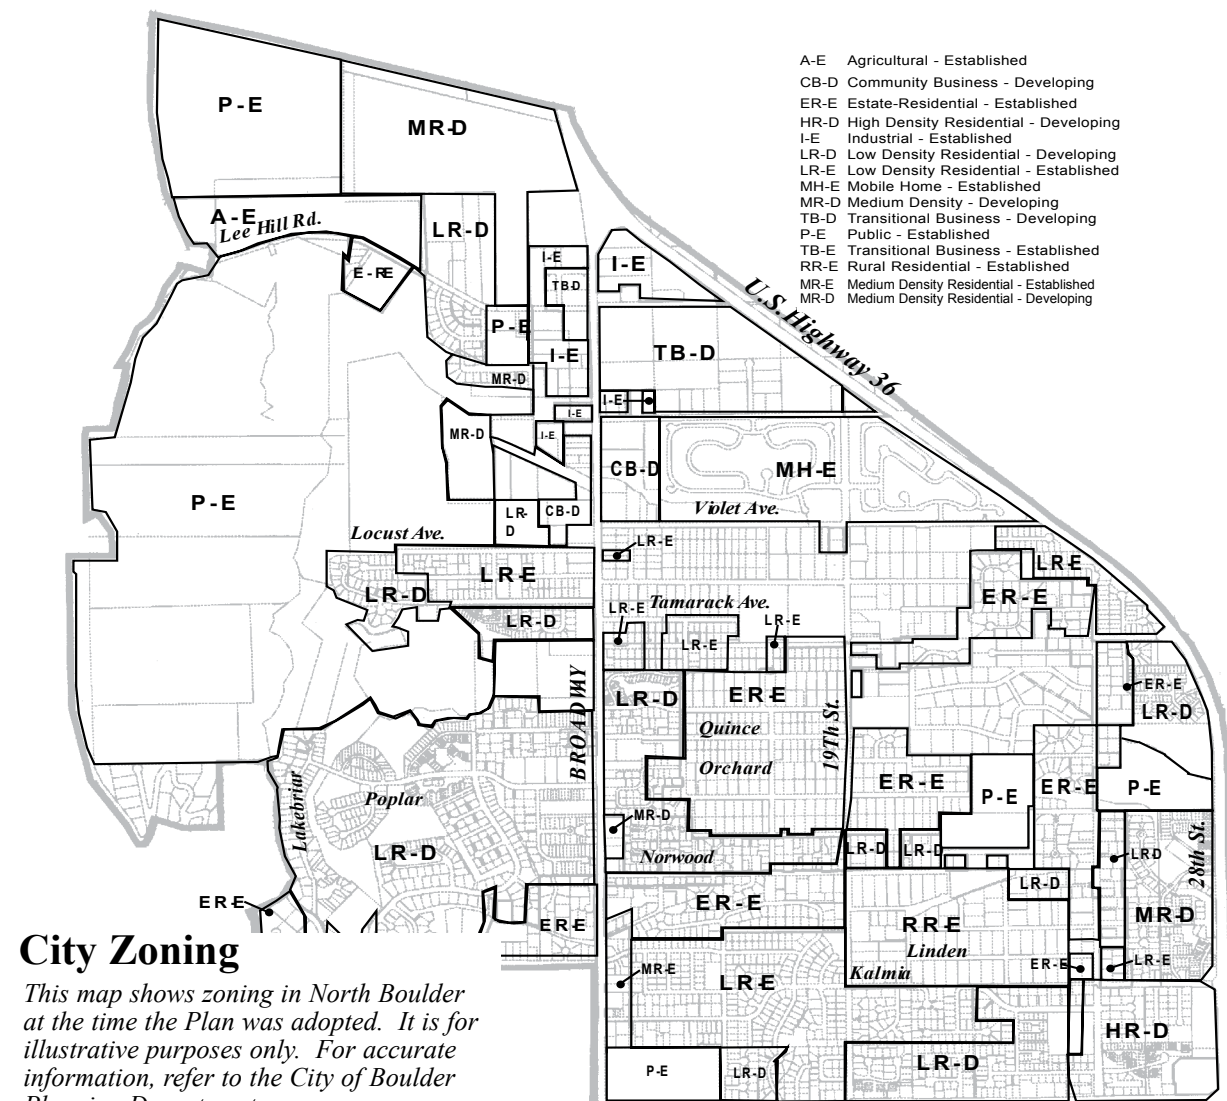 A-E Agricultural - Established
CB-D Community Business - Developing
ER-E Estate-Residential - Established
HR-D High Density Residential - Developing
I-E Industrial - Established
LR-D Low Density Residential - Developing
LR-E Low Density Residential - Established
MH-E Mobile Home - Established
MR-D Medium Density - Developing
TB-D Transitional Business - Developing
P-E Public - Established
TB-E Transitional Business - Established
RR-E Rural Residential - Established
MR-E Medium Density Residential - Established
MR-D Medium Density Residential - Developing
P-E
MR-D
A-E
Lee Hill Rd.
LR-D
E-RE
I-E
TB-D
I-E
U.S. Highway 36
P-E
I-E
TB-D
MR-D
I-E
I-E
MR-D
I-E
CB-D
MH-E
P-E
Violet Ave.
LR-
D
CB-D
Locust Ave.
LR-E
LR-E
LR-E
LR-D
ER-E
Tamarack Ave.
LR-E
LR-D
LR-E
LR-E
BROADWAY
LR-D
ER-E
ER-E
LR-D
Quince
19Th St.
Orchard
ER-E
P-E
ER-E
P-E
Lakebriar
Poplar
MR-D
LR-D
Norwood
LR-D
LR-D
LR-D
28th St.
LR-D
ER-E
ER-E
ER-E
RR-E
MR-D
Linden
Kalmia
ER-E
LR-E
MR-E
LR-E
HR-D
P-E
LR-D
LR-D
City Zoning
This map shows zoning in North Boulder
at the time the Plan was adopted. It is for
illustrative purposes only. For accurate
information, refer to the City of Boulder